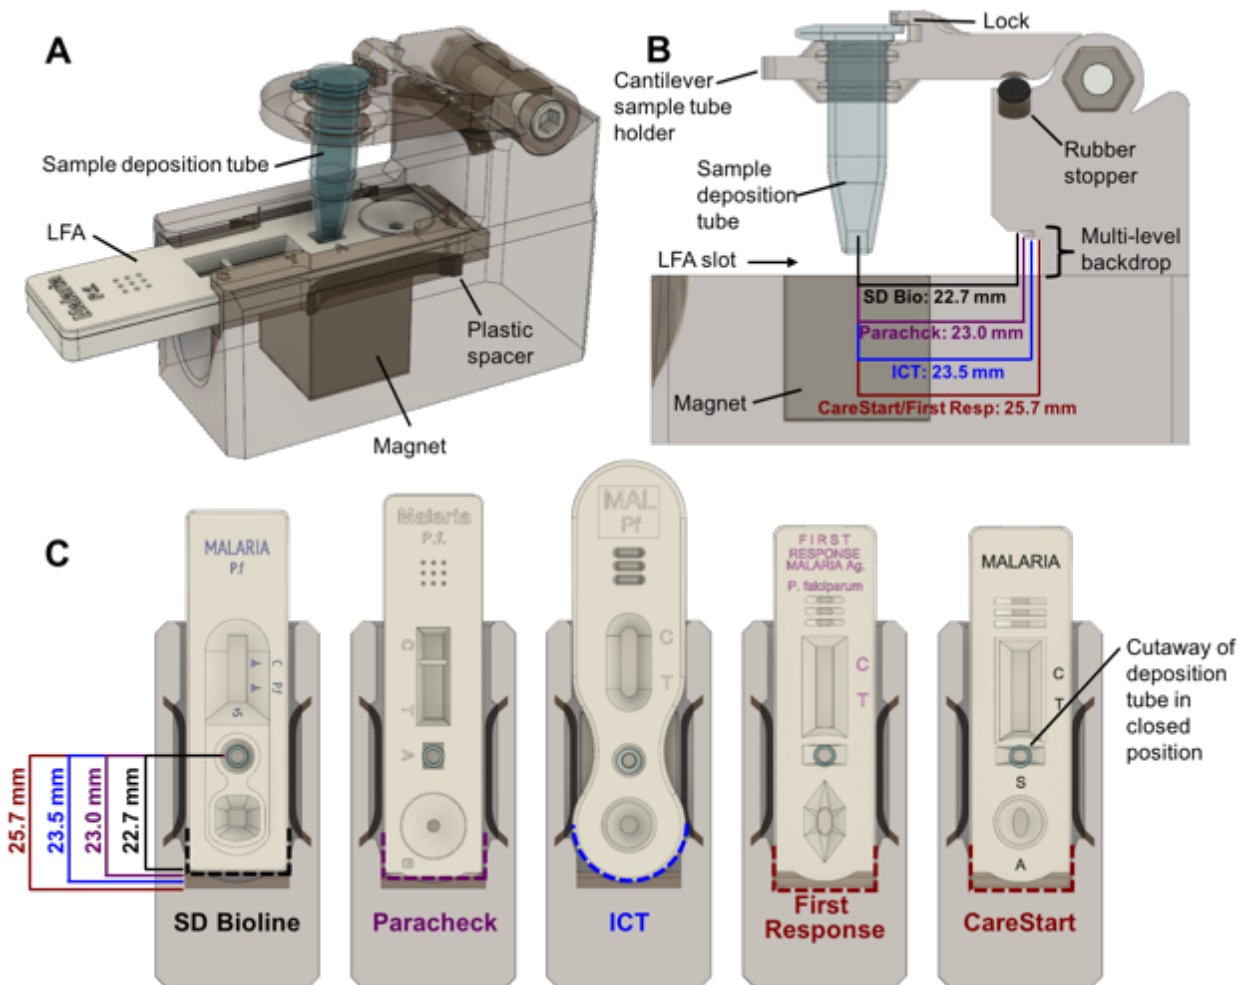 A
Sample deposition tube
LFA
Plastic
spacer
Magnet
B
Lock
Cantilever
sample tube
holder
Rubber
stopper
Sample
deposition
tube
LFA slot
Multi-level
backdrop
SD Bio: 22.7 mm
Parachck: 23.0 mm
ICT: 23.5 mm
Magnet
CareStart/First Resp: 25.7 mm
C
MALARIA
P.f
C Pf
25.7 mm
23.5 mm
23.0 mm
22.7 mm
SD Bioline
Malaria
P.f.
C
T
A
B
Paracheck
MAL.
Pf
C
T
ICT
FIRST
RESPONSE
MALARIA Ag.
P. falciparum
C
T
First
Response
MALARIA
C
T
S
A
CareStart
Cutaway of
deposition
tube in
closed
position